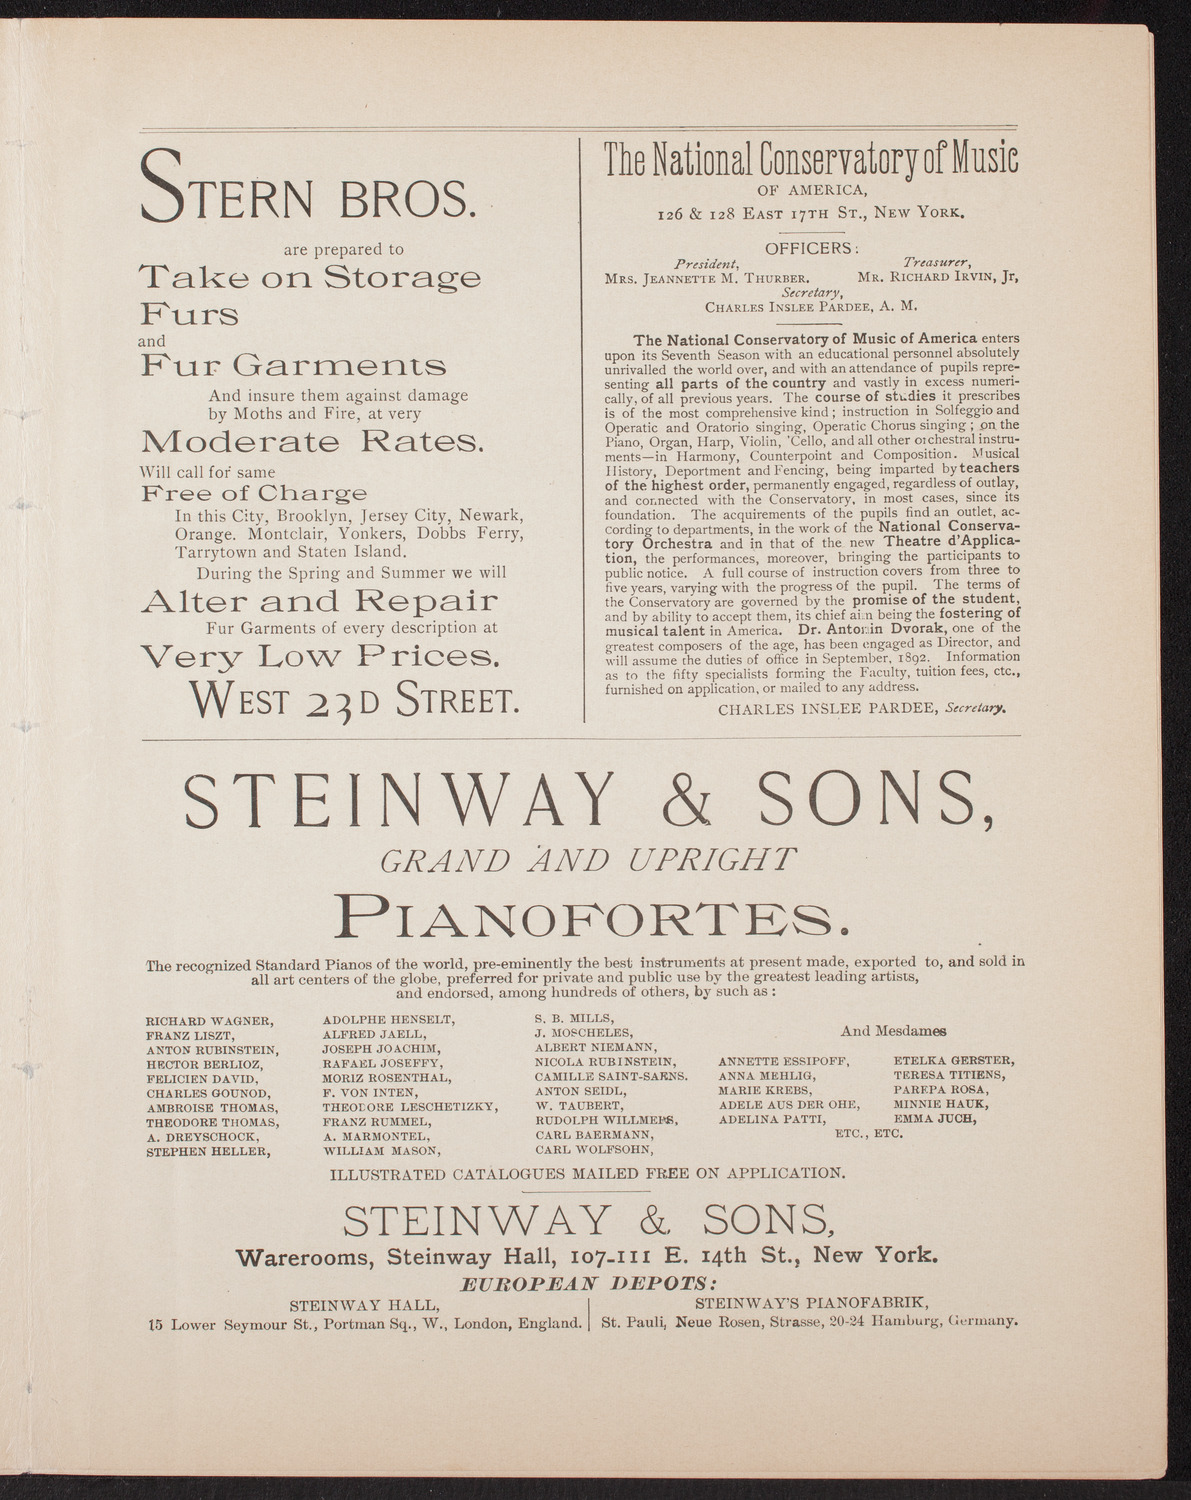 STERN BROS.
are prepared to
Take on Storage
Furs
and
Fur Garments
And insure them against damage
by Moths and Fire, at very
Moderate Rates.
Will call for same
Free of Charge
In this City, Brooklyn, Jersey City, Newark,
Orange. Montclair, Yonkers, Dobbs Ferry,
Tarrytown and Staten Island.
During the Spring and Summer we will
Alter and Repair
Fur Garments of every description at
Very Low Prices.
WEST 23D STREET.
The National Conservatory of Music
OF AMERICA,
126 & 128 EAST 17TH ST., NEW YORK.
OFFICERS:
President, Treasurer,
MRS. JEANNETTE M. THURBER. MR. RICHARD IRVIN, Jr,
Secretary,
CHARLES INSLEE PARDEE, A. M.
The National Conservatory of Music of America enters
upon its Seventh Season with an educational personnel absolutely
unrivalled the world over, and with an attendance of pupils repre-
senting all parts of the country and vastly in excess numeri-
cally, of all previous years. The course of studies it prescribes
is of the most comprehensive kind; instruction in Solfeggio and
Operatic and Oratorio singing, Operatic Chorus singing; on the
Piano, Organ, Harp, Violin, 'Cello, and all other orchestral instru-
ments—in Harmony, Counterpoint and Composition. Musical
History, Deportment and Fencing, being imparted by teachers
of the highest order, permanently engaged, regardless of outlay,
and connected with the Conservatory, in most cases, since its
foundation. The acquirements of the pupils find an outlet, ac-
cording to departments, in the work of the National Conserva-
tory Orchestra and in that of the new Theatre d'Applica-
tion, the performances, moreover, bringing the participants to
public notice. A full course of instruction covers from three to
five years, varying with the progress of the pupil. The terms of
the Conservatory are governed by the promise of the student,
and by ability to accept them, its chief aim being the fostering of
musical talent in America. Dr. Antonin Dvorak, one of the
greatest composers of the age, has been engaged as Director, and
will assume the duties of office in September, 1892. Information
as to the fifty specialists forming the Faculty, tuition fees, etc.,
furnished on application, or mailed to any address.
CHARLES INSLEE PARDEE, Secretary.
STEINWAY & SONS,
GRAND AND UPRIGHT
PIANOFORTES.
The recognized Standard Pianos of the world, pre-eminently the best instruments at present made, exported to, and sold in
all art centers of the globe, preferred for private and public use by the greatest leading artists,
and endorsed, among hundreds of others, by such as:
RICHARD WAGNER,
FRANZ LISZT,
ANTON RUBINSTEIN,
HECTOR BERLIOZ,
FELICIEN DAVID,
CHARLES GOUNOD,
AMBROISE THOMAS,
THEODORE THOMAS,
A. DREYSCHOCK,
STEPHEN HELLER,
ADOLPHE HENSELT,
ALFRED JAELL,
JOSEPH JOACHIM,
RAFAEL JOSEFFY,
MORIZ ROSENTHAL,
F. VON INTEN,
THEODORE LESCHETIZKY,
FRANZ RUMMEL,
A. MARMONTEL,
WILLIAM MASON,
S. B. MILLS,
J. MOSCHELES,
ALBERT NIEMANN,
NICOLA RUBINSTEIN,
CAMILLE SAINT-SAENS.
ANTON SEIDL,
W. TAUBERT,
RUDOLPH WILLMERS,
CARL BAERMANN,
CARL WOLFSOHN,
And Mesdames
ANNETTE ESSIPOFF,
ANNA MEHLIG,
MARIE KREBS,
ADELE AUS DER OHE,
ADELINA PATTI,
ETELKA GERSTER,
TERESA TITIENS,
PAREPA ROSA,
MINNIE HAUK,
EMMA JUCH,
ETC., ETC.
ILLUSTRATED CATALOGUES MAILED FREE ON APPLICATION.
STEINWAY & SONS,
Warerooms, Steinway Hall, 107-111 E. 14th St., New York.
EUROPEAN DEPOTS:
STEINWAY HALL,
15 Lower Seymour St., Portman Sq., W., London, England.
STEINWAY'S PIANOFABRIK,
St. Pauli, Neue Rosen, Strasse, 20-24 Hamburg, Germany.